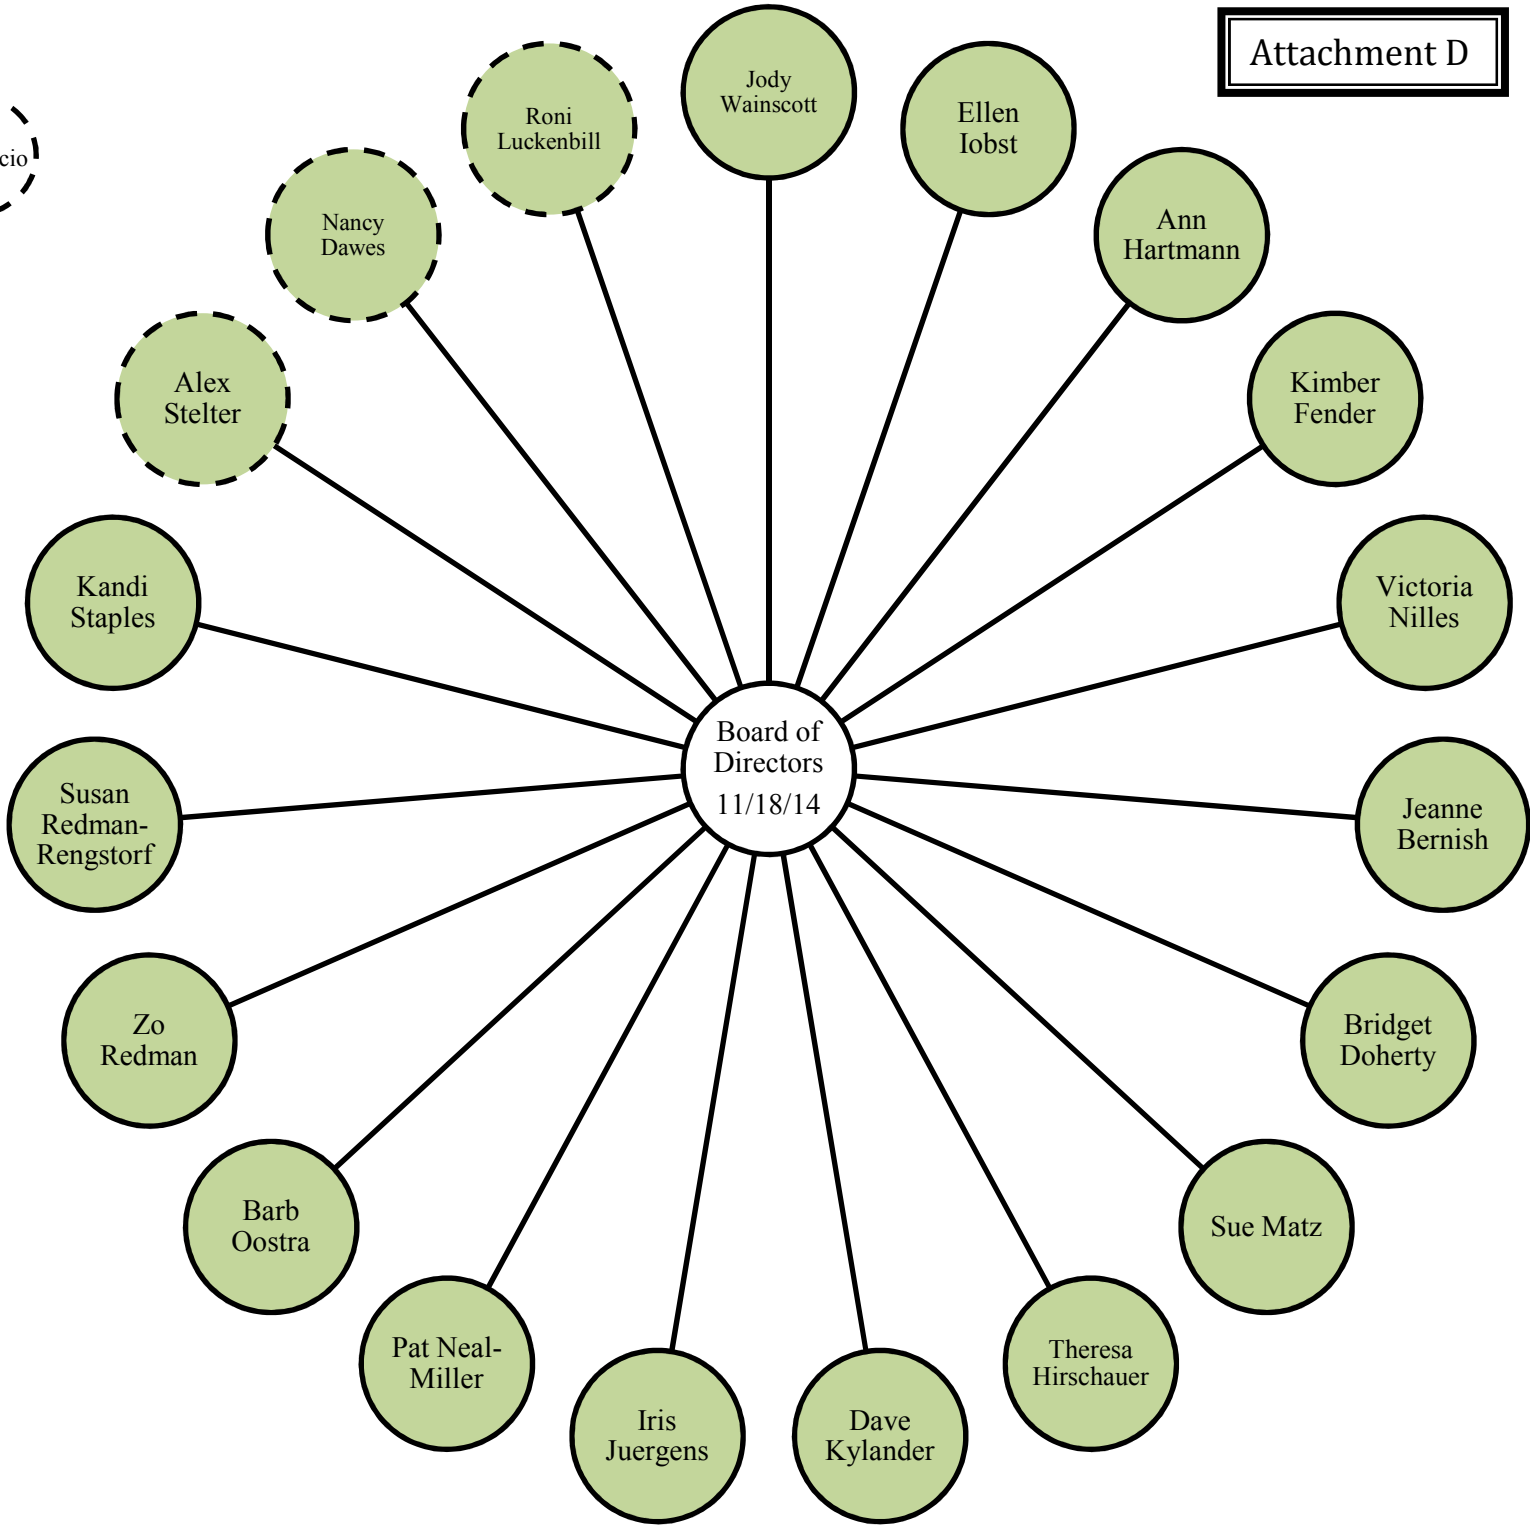 Attachment D
cio
Jody
Wainscott
Ellen
Iobst
Ann
Hartmann
Kimber
Fender
Victoria
Nilles
Jeanne
Bernish
Bridget
Doherty
Sue Matz
Theresa
Hirschauer
Dave
Kylander
Iris
Juergens
Pat Neal-
Miller
Barb
Oostra
Zo
Redman
Susan
Redman-
Rengstorf
Kandi
Staples
Alex
Stelter
Nancy
Dawes
Roni
Luckenbill
Board of
Directors
11/18/14